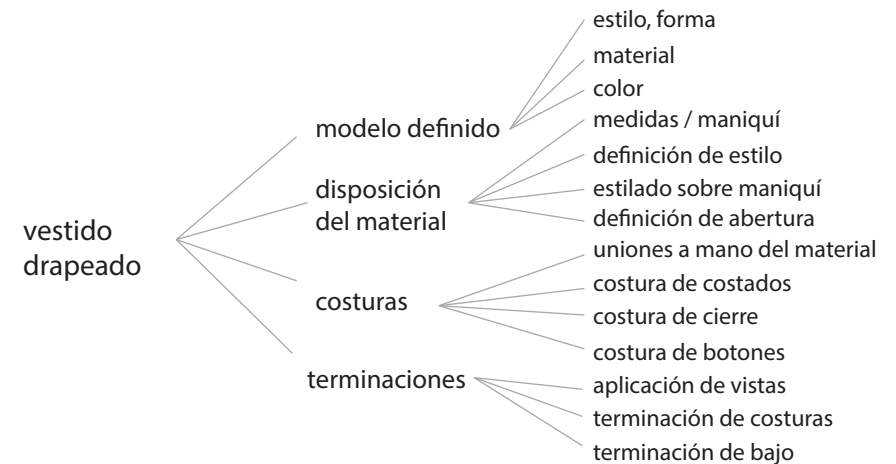 vestido
drapeado
modelo definido
estilo, forma
material
color
disposición
del material
medidas / maniquí
definición de estilo
estilado sobre maniquí
definición de abertura
costuras
uniones a mano del material
costura de costados
costura de cierre
costura de botones
terminaciones
aplicación de vistas
terminación de costuras
terminación de bajo